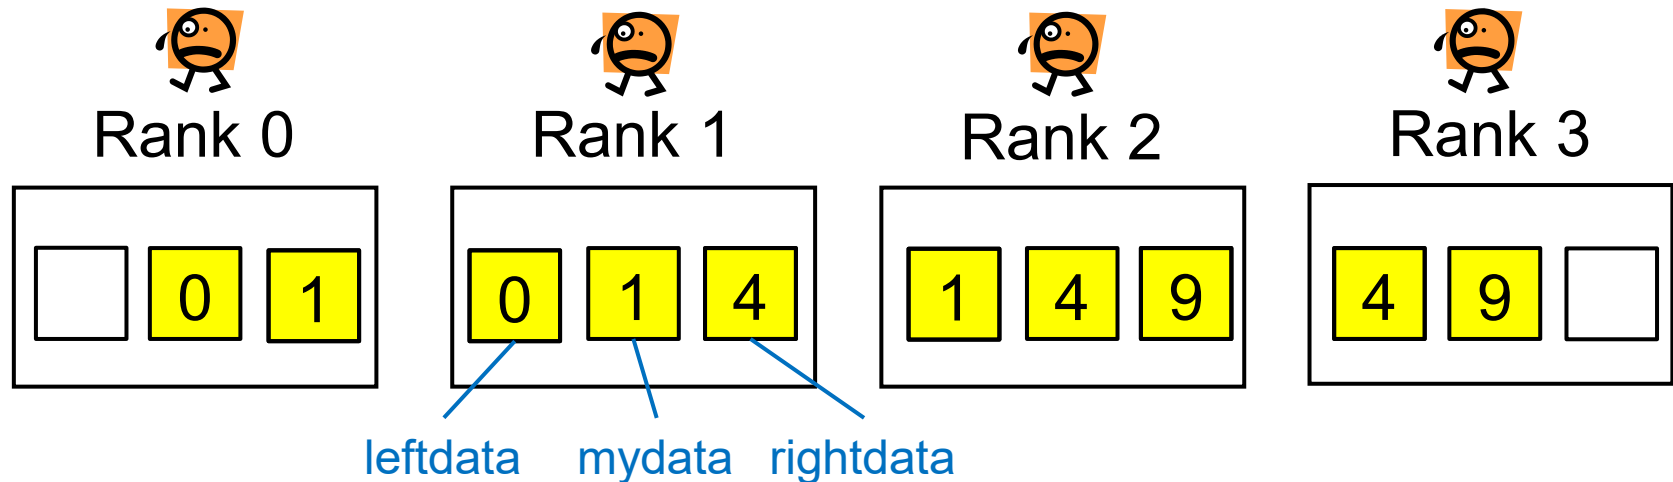 Rank 0 Rank 1 Rank 2 Rank 3
0 1 0 1 4 1 4 9 4 9
leftdata mydata rightdata